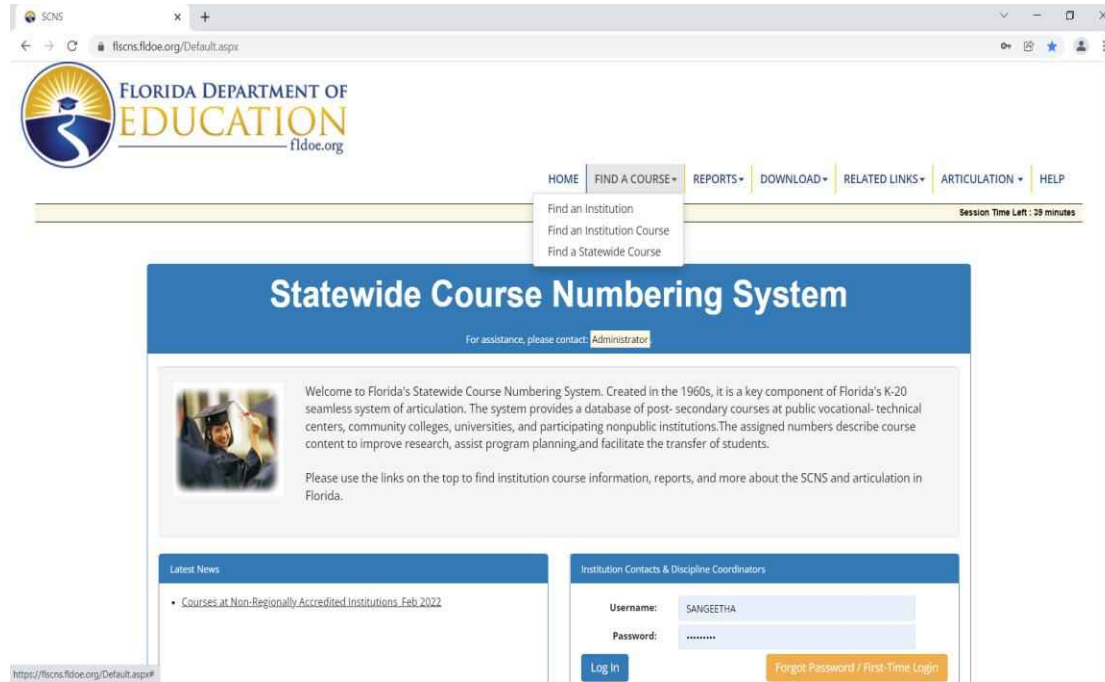 SCNS
flscns.fldoe.org/Default.aspx
FLORIDA DEPARTMENT OF
EDUCATION
fldoe.org
HOME FIND A COURSE REPORTS DOWNLOAD RELATED LINKS ARTICULATION HELP
Session Time Left : 39 minutes
Find an Institution
Find an Institution Course
Find a Statewide Course
Statewide Course Numbering System
For assistance, please contact: Administrator
Welcome to Florida's Statewide Course Numbering System. Created in the 1960s, it is a key component of Florida's K-20
seamless system of articulation. The system provides a database of post- secondary courses at public vocational- technical
centers, community colleges, universities, and participating nonpublic institutions.The assigned numbers describe course
content to improve research, assist program planning,and facilitate the transfer of students.
Please use the links on the top to find institution course information, reports, and more about the SCNS and articulation in
Florida.
Latest News
Courses at Non-Regionally Accredited Institutions Feb 2022
Institution Contacts & Discipline Coordinators
Username: SANGEETHA
Password: •••••••••
Log In Forgot Password / First-Time Login
https://flscns.fldoe.org/Default.aspx#